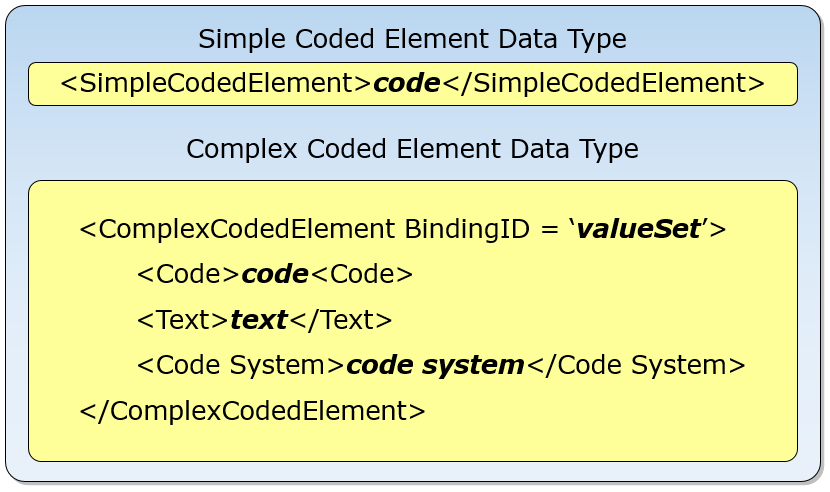 Simple Coded Element Data Type
<SimpleCodedElement>code</SimpleCodedElement>
Complex Coded Element Data Type
<ComplexCodedElement BindingID = ‘valueSet’>
<Code>code<Code>
<Text>text</Text>
<Code System>code system</Code System>
</ComplexCodedElement>